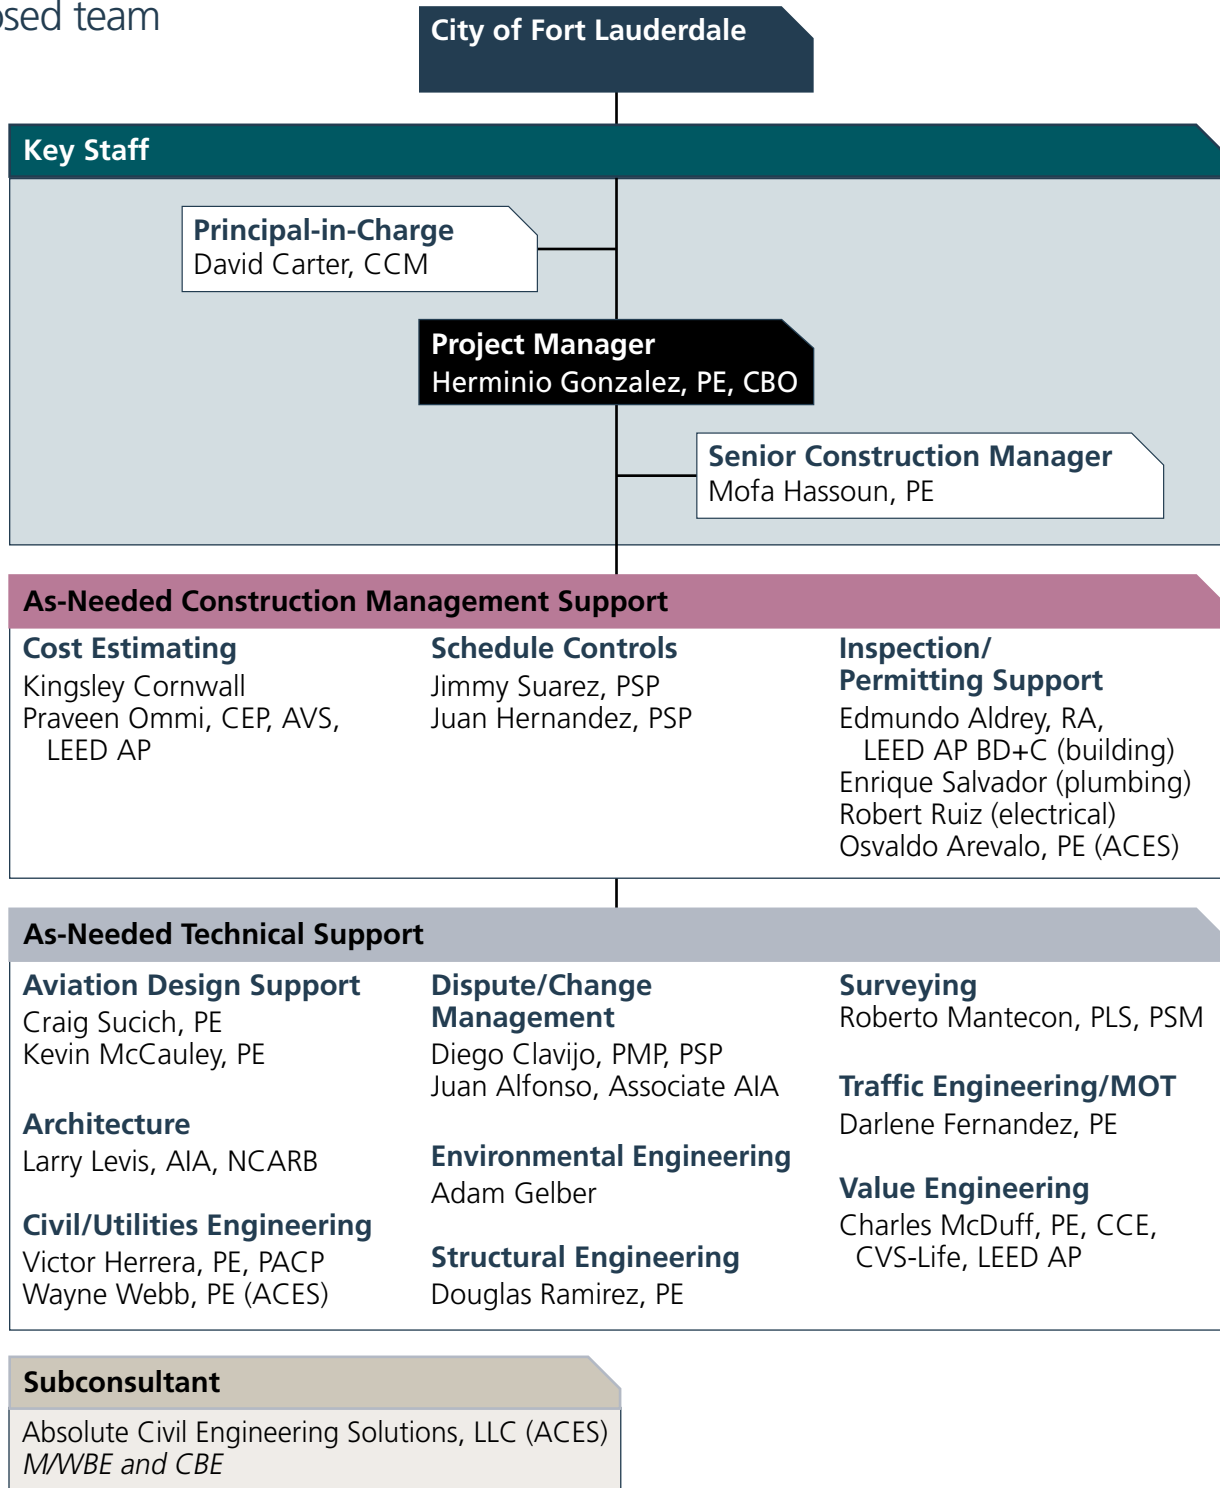 team
City of Fort Lauderdale
Key Staff
Principal-in-Charge
David Carter, CCM
Project Manager
Herminio Gonzalez, PE, CBO
Senior Construction Manager
Mofa Hassoun, PE
As-Needed Construction Management Support
Cost Estimating
Kingsley Cornwall
Praveen Ommi, CEP, AVS,
LEED AP
Schedule Controls
Jimmy Suarez, PSP
Juan Hernandez, PSP
Inspection/
Permitting Support
Edmundo Aldrey, RA,
LEED AP BD+C (building)
Enrique Salvador (plumbing)
Robert Ruiz (electrical)
Osvaldo Arevalo, PE (ACES)
As-Needed Technical Support
Aviation Design Support
Craig Sucich, PE
Kevin McCauley, PE
Architecture
Larry Levis, AIA, NCARB
Civil/Utilities Engineering
Victor Herrera, PE, PACP
Wayne Webb, PE (ACES)
Dispute/Change
Management
Diego Clavijo, PMP, PSP
Juan Alfonso, Associate AIA
Environmental Engineering
Adam Gelber
Structural Engineering
Douglas Ramirez, PE
Surveying
Roberto Mantecon, PLS, PSM
Traffic Engineering/MOT
Darlene Fernandez, PE
Value Engineering
Charles McDuff, PE, CCE,
CVS-Life, LEED AP
Subconsultant
Absolute Civil Engineering Solutions, LLC (ACES)
M/WBE and CBE